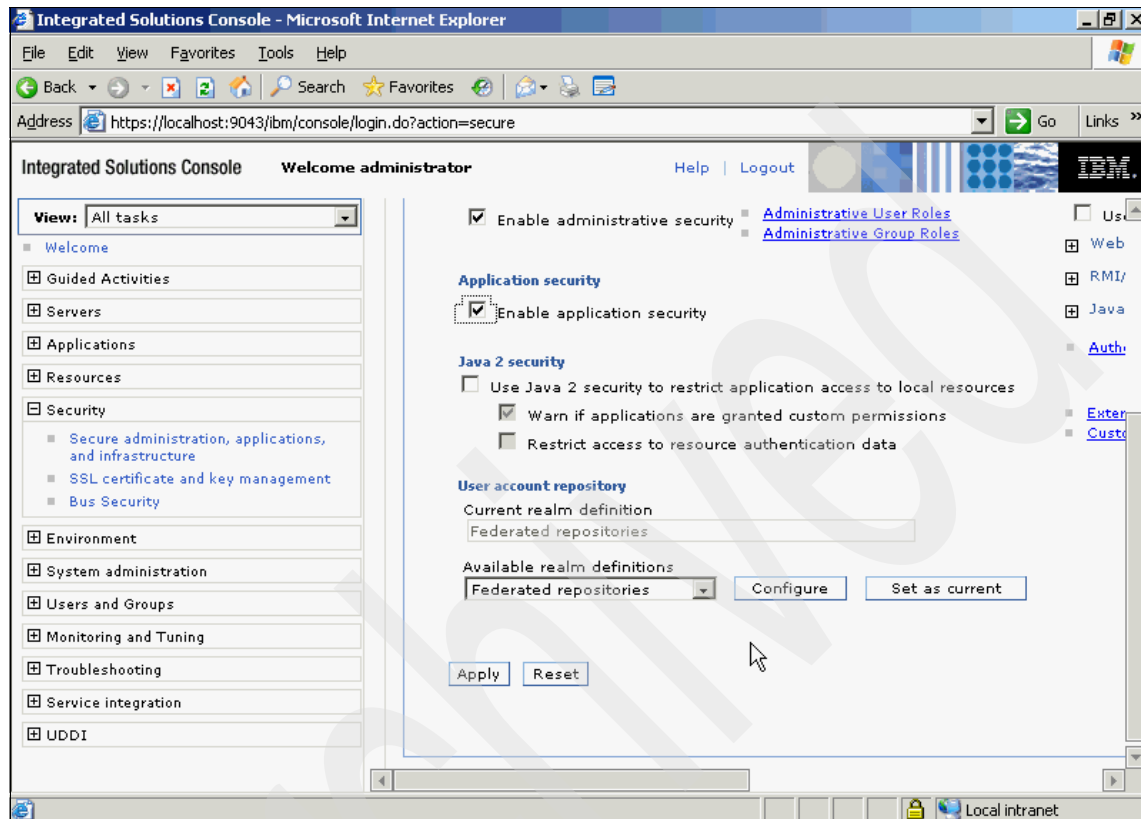 Integrated Solutions Console - Microsoft Internet Explorer
File Edit View Favorites Tools Help
Back Search Favorites
Address https://localhost:9043/ibm/console/login.do?action=secure Go Links »
Integrated Solutions Console Welcome administrator Help | Logout IBM.
View: All tasks
Welcome
Guided Activities
Servers
Applications
Resources
Security
Secure administration, applications,
and infrastructure
SSL certificate and key management
Bus Security
Environment
System administration
Users and Groups
Monitoring and Tuning
Troubleshooting
Service integration
UDDI
Enable administrative security Administrative User Roles
Administrative Group Roles
Application security
Enable application security
Java 2 security
Use Java 2 security to restrict application access to local resources
Warn if applications are granted custom permissions
Restrict access to resource authentication data
User account repository
Current realm definition
Federated repositories
Available realm definitions
Federated repositories Configure Set as current
Apply Reset
Web
RMI/
Java
Local intranet